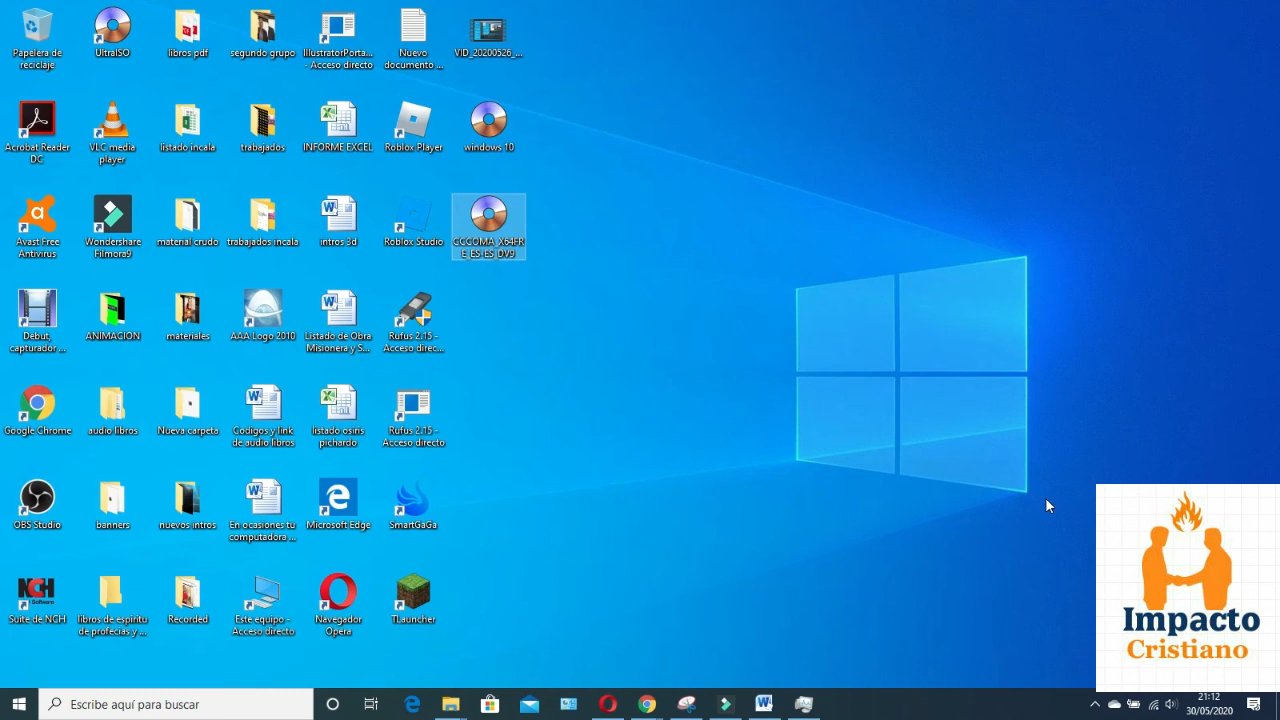 Papelera de
reciclaje
UltraISO
libros pdf
segundo grupo
IllustratorPorta...
- Acceso directo
Nuevo
documento ...
VID_20200526_...
Acrobat Reader
DC
VLC media
player
listado incala
trabajados
INFORME EXCEL
Roblox Player
windows 10
Avast Free
Antivirus
Wondershare
Filmora9
material crudo
trabajados incala
intros 3d
Roblox Studio
CCCOMA_X64FR
E_ES-ES_DV9
Debut,
capturador ...
ANIMACION
materiales
AAA Logo 2010
Listado de Obra
Misionera y S...
Rufus 2.15 -
Acceso direc...
Google Chrome
audio libros
Nueva carpeta
Codigos y link
de audio libros
listado osiris
pichardo
Rufus 2.15 -
Acceso directo
OBS Studio
banners
nuevos intros
En ocasiones tu
computadora ...
Microsoft Edge
SmartGaGa
NCH
Software
Suite de NCH
libros de espiritu
de profecias y ...
Recorded
Este equipo -
Acceso directo
Navegador
Opera
TLauncher
Impacto
Cristiano
Escribe aquí para buscar
21:12
30/05/2020